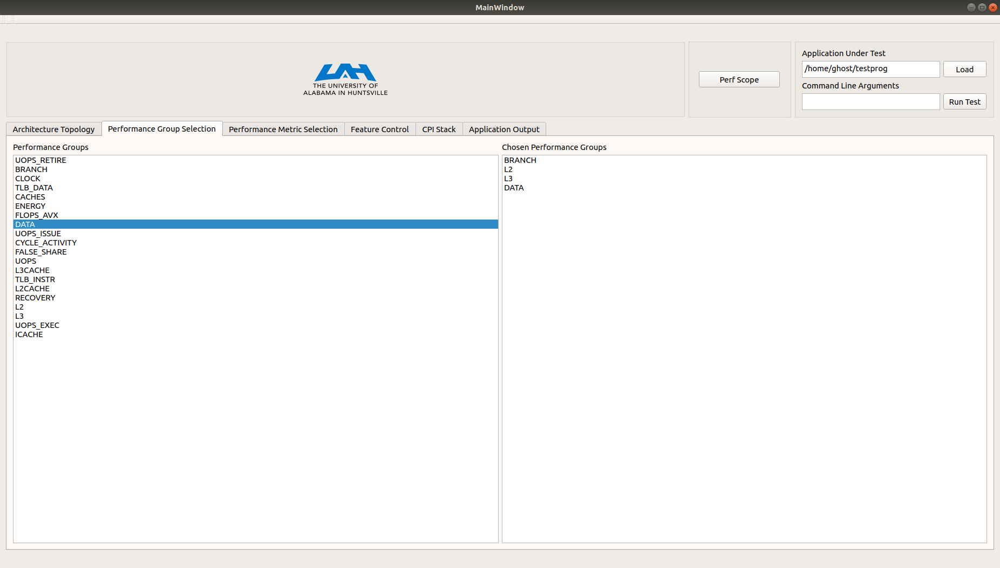 MainWindow
THE UNIVERSITY OF
ALABAMA IN HUNTSVILLE
Perf Scope
Application Under Test
/home/ghost/testprog
Load
Command Line Arguments
Run Test
Architecture Topology
Performance Group Selection
Performance Metric Selection
Feature Control
CPI Stack
Application Output
Performance Groups
UOPS_RETIRE
BRANCH
CLOCK
TLB_DATA
CACHES
ENERGY
FLOPS_AVX
DATA
UOPS_ISSUE
CYCLE_ACTIVITY
FALSE_SHARE
UOPS
L3CACHE
TLB_INSTR
L2CACHE
RECOVERY
L2
L3
UOPS_EXEC
ICACHE
Chosen Performance Groups
BRANCH
L2
L3
DATA